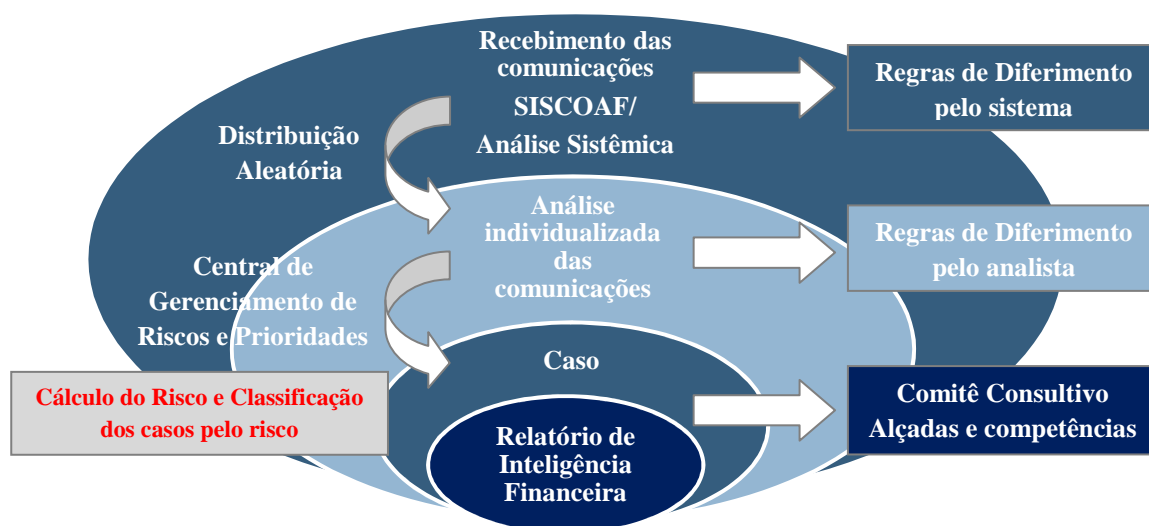 Recebimento das
comunicações
SISCOAF/
Análise Sistêmica
Regras de Diferimento
pelo sistema
Distribuição
Aleatória
Análise
individualizada
das
comunicações
Regras de Diferimento
pelo analista
Central de
Gerenciamento de
Riscos e Prioridades
Caso
Cálculo do Risco e Classificação
dos casos pelo risco
Comitê Consultivo
Alçadas e competências
Relatório de
Inteligência
Financeira